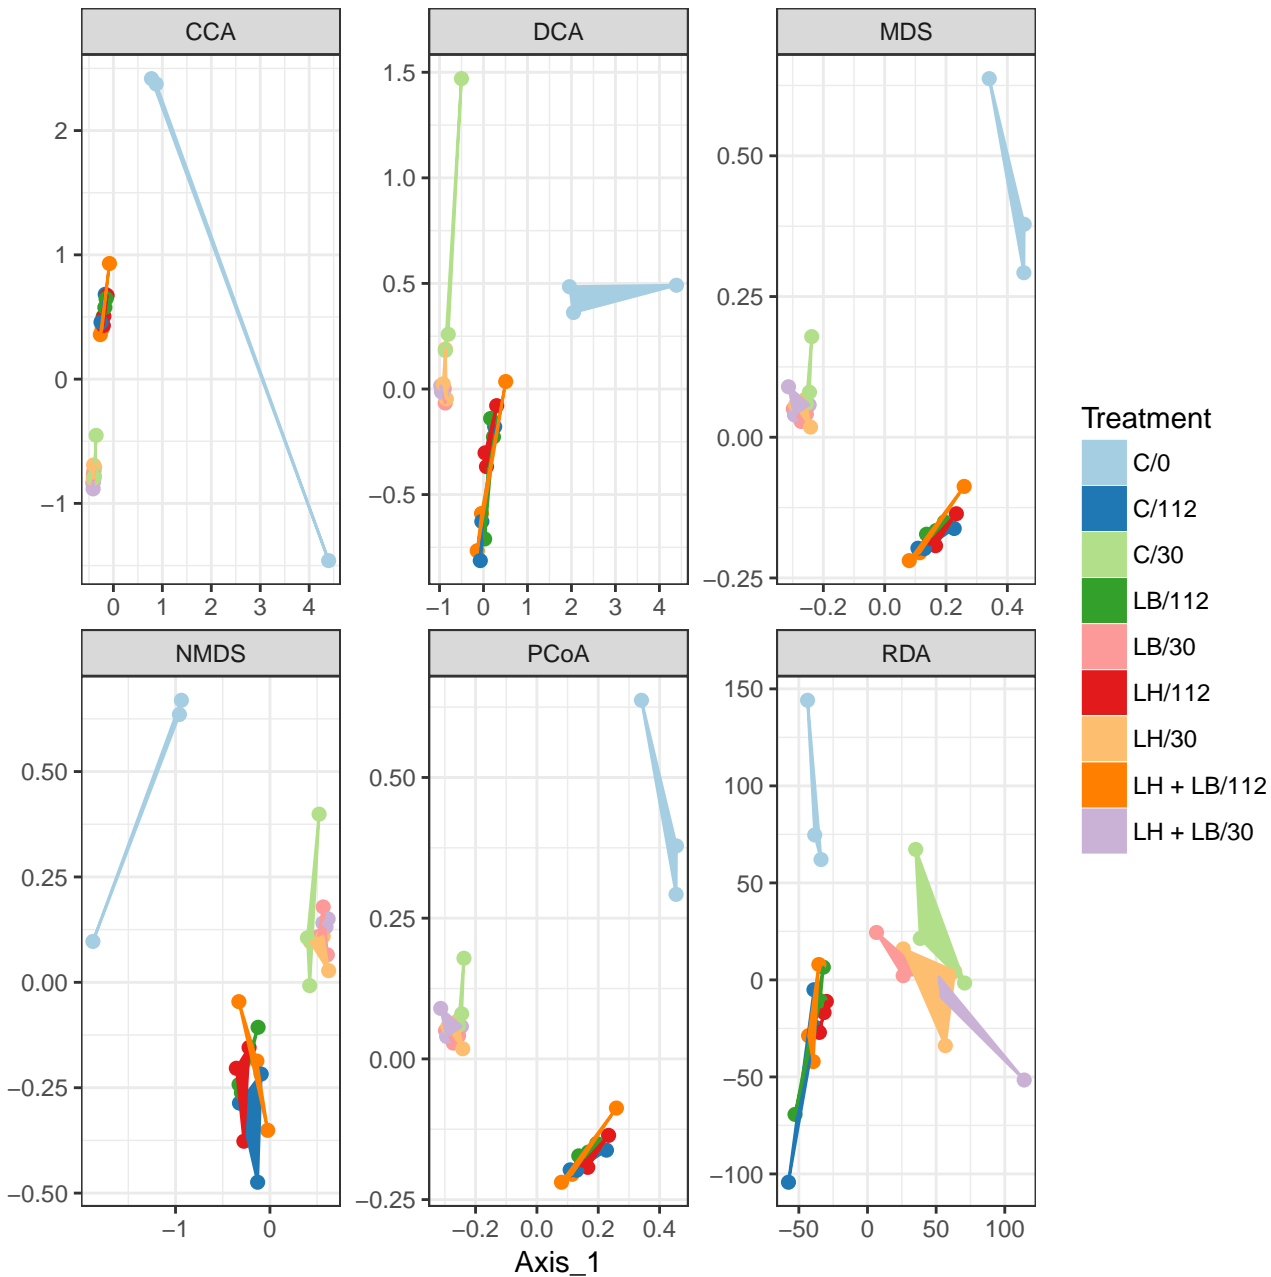 CCA
DCA
MDS
2
1
0
−1
0 1 2 3 4
1.5
1.0
0.5
0.0
−0.5
−1 0 1 2 3 4
0.50
0.25
0.00
−0.25
−0.2 0.0 0.2 0.4
NMDS
PCoA
RDA
0.50
0.25
0.00
−0.25
−0.50
−1 0
0.50
0.25
0.00
−0.25
−0.2 0.0 0.2 0.4
150
100
50
0
−50
−100
−50 0 50 100
Axis_1
Treatment
C/0
C/112
C/30
LB/112
LB/30
LH/112
LH/30
LH + LB/112
LH + LB/30